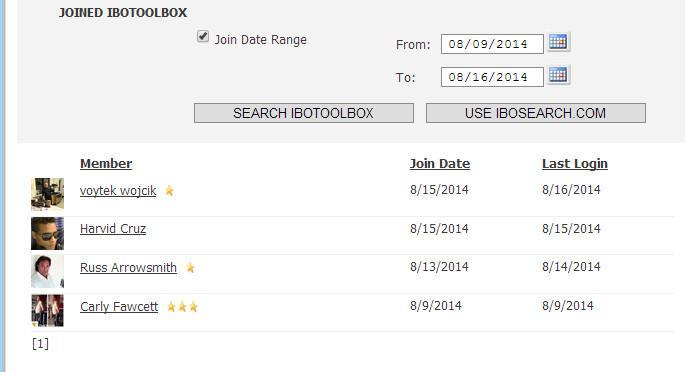 JOINED IBOTOOLBOX
Join Date Range From: 08/09/2014
To: 08/16/2014
SEARCH IBOTOOLBOX USE IBOSEARCH.COM
Member Join Date Last Login
voytek wojcik 8/15/2014 8/16/2014
Harvid Cruz 8/15/2014 8/15/2014
Russ Arrowsmith 8/13/2014 8/14/2014
Carly Fawcett 8/9/2014 8/9/2014
[1]